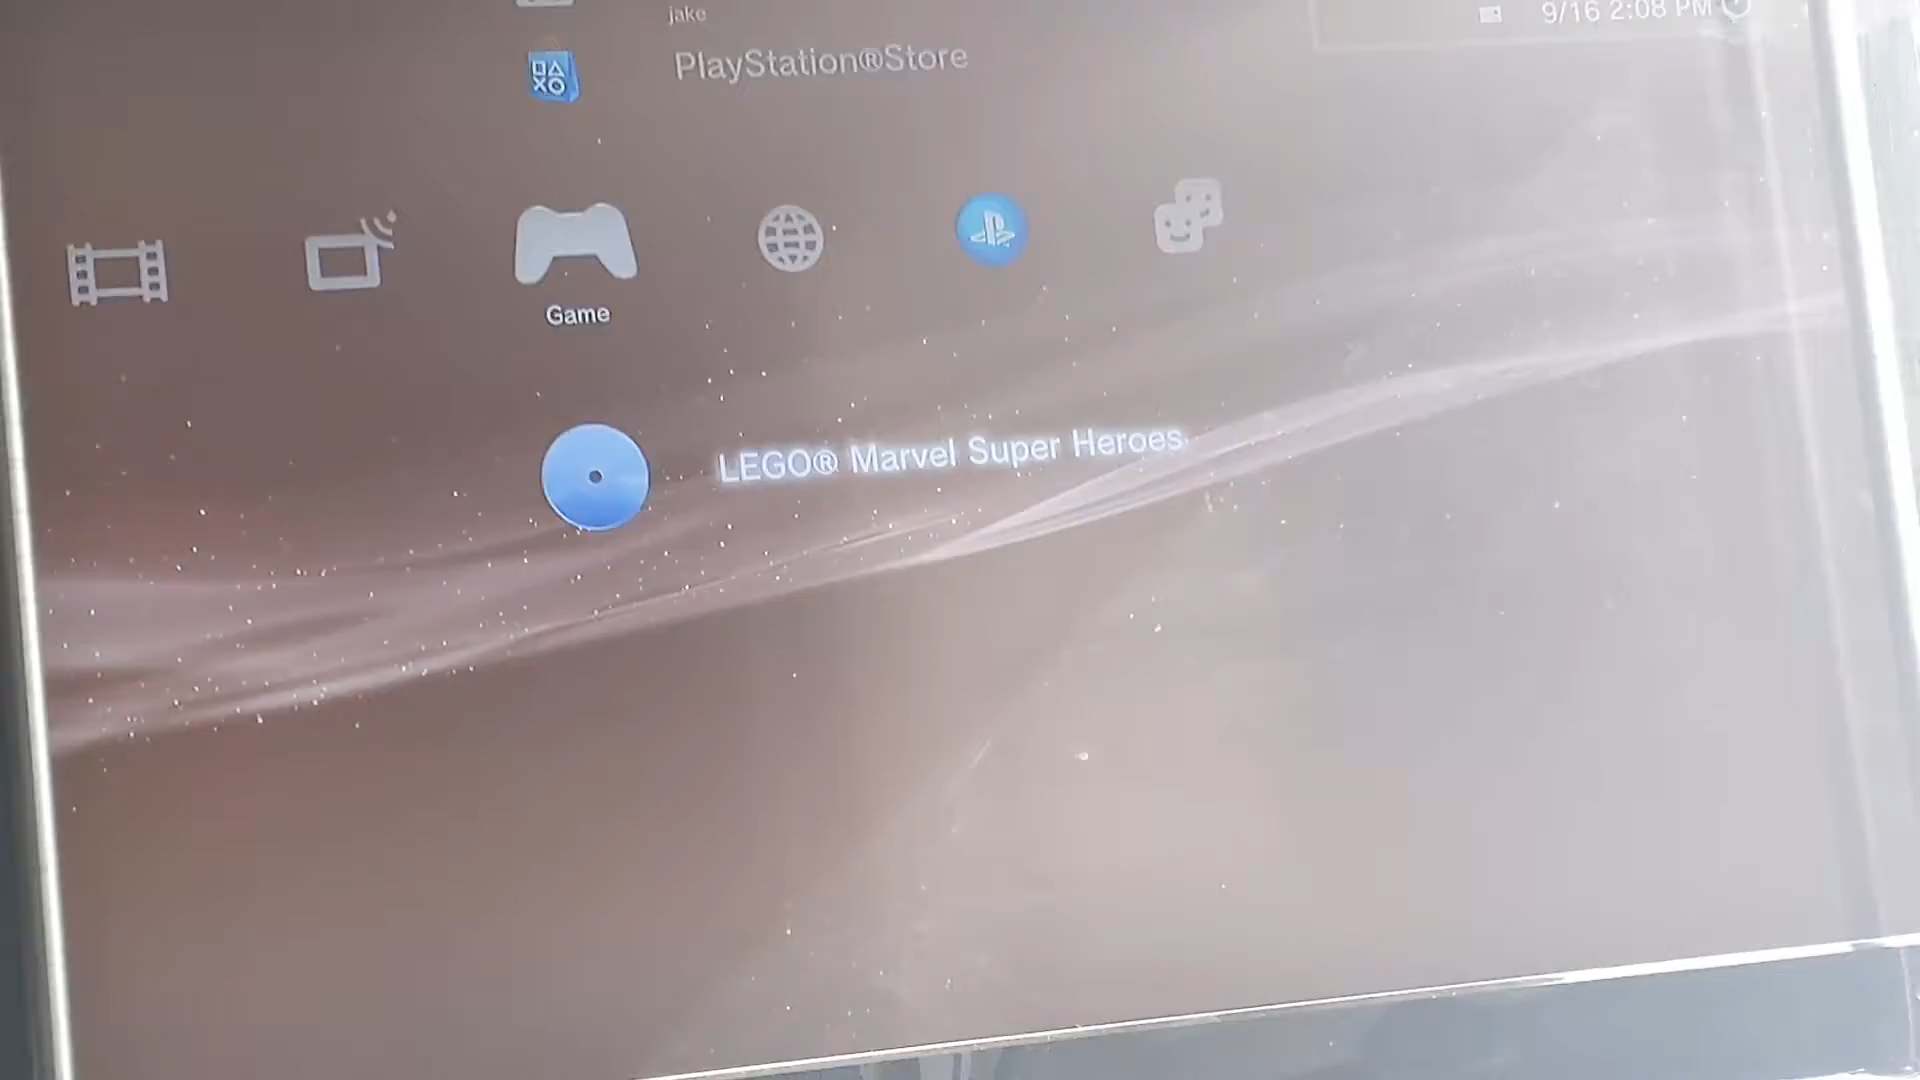 jake
9/16 2:08 PM
PlayStation®Store
Game
LEGO® Marvel Super Heroes